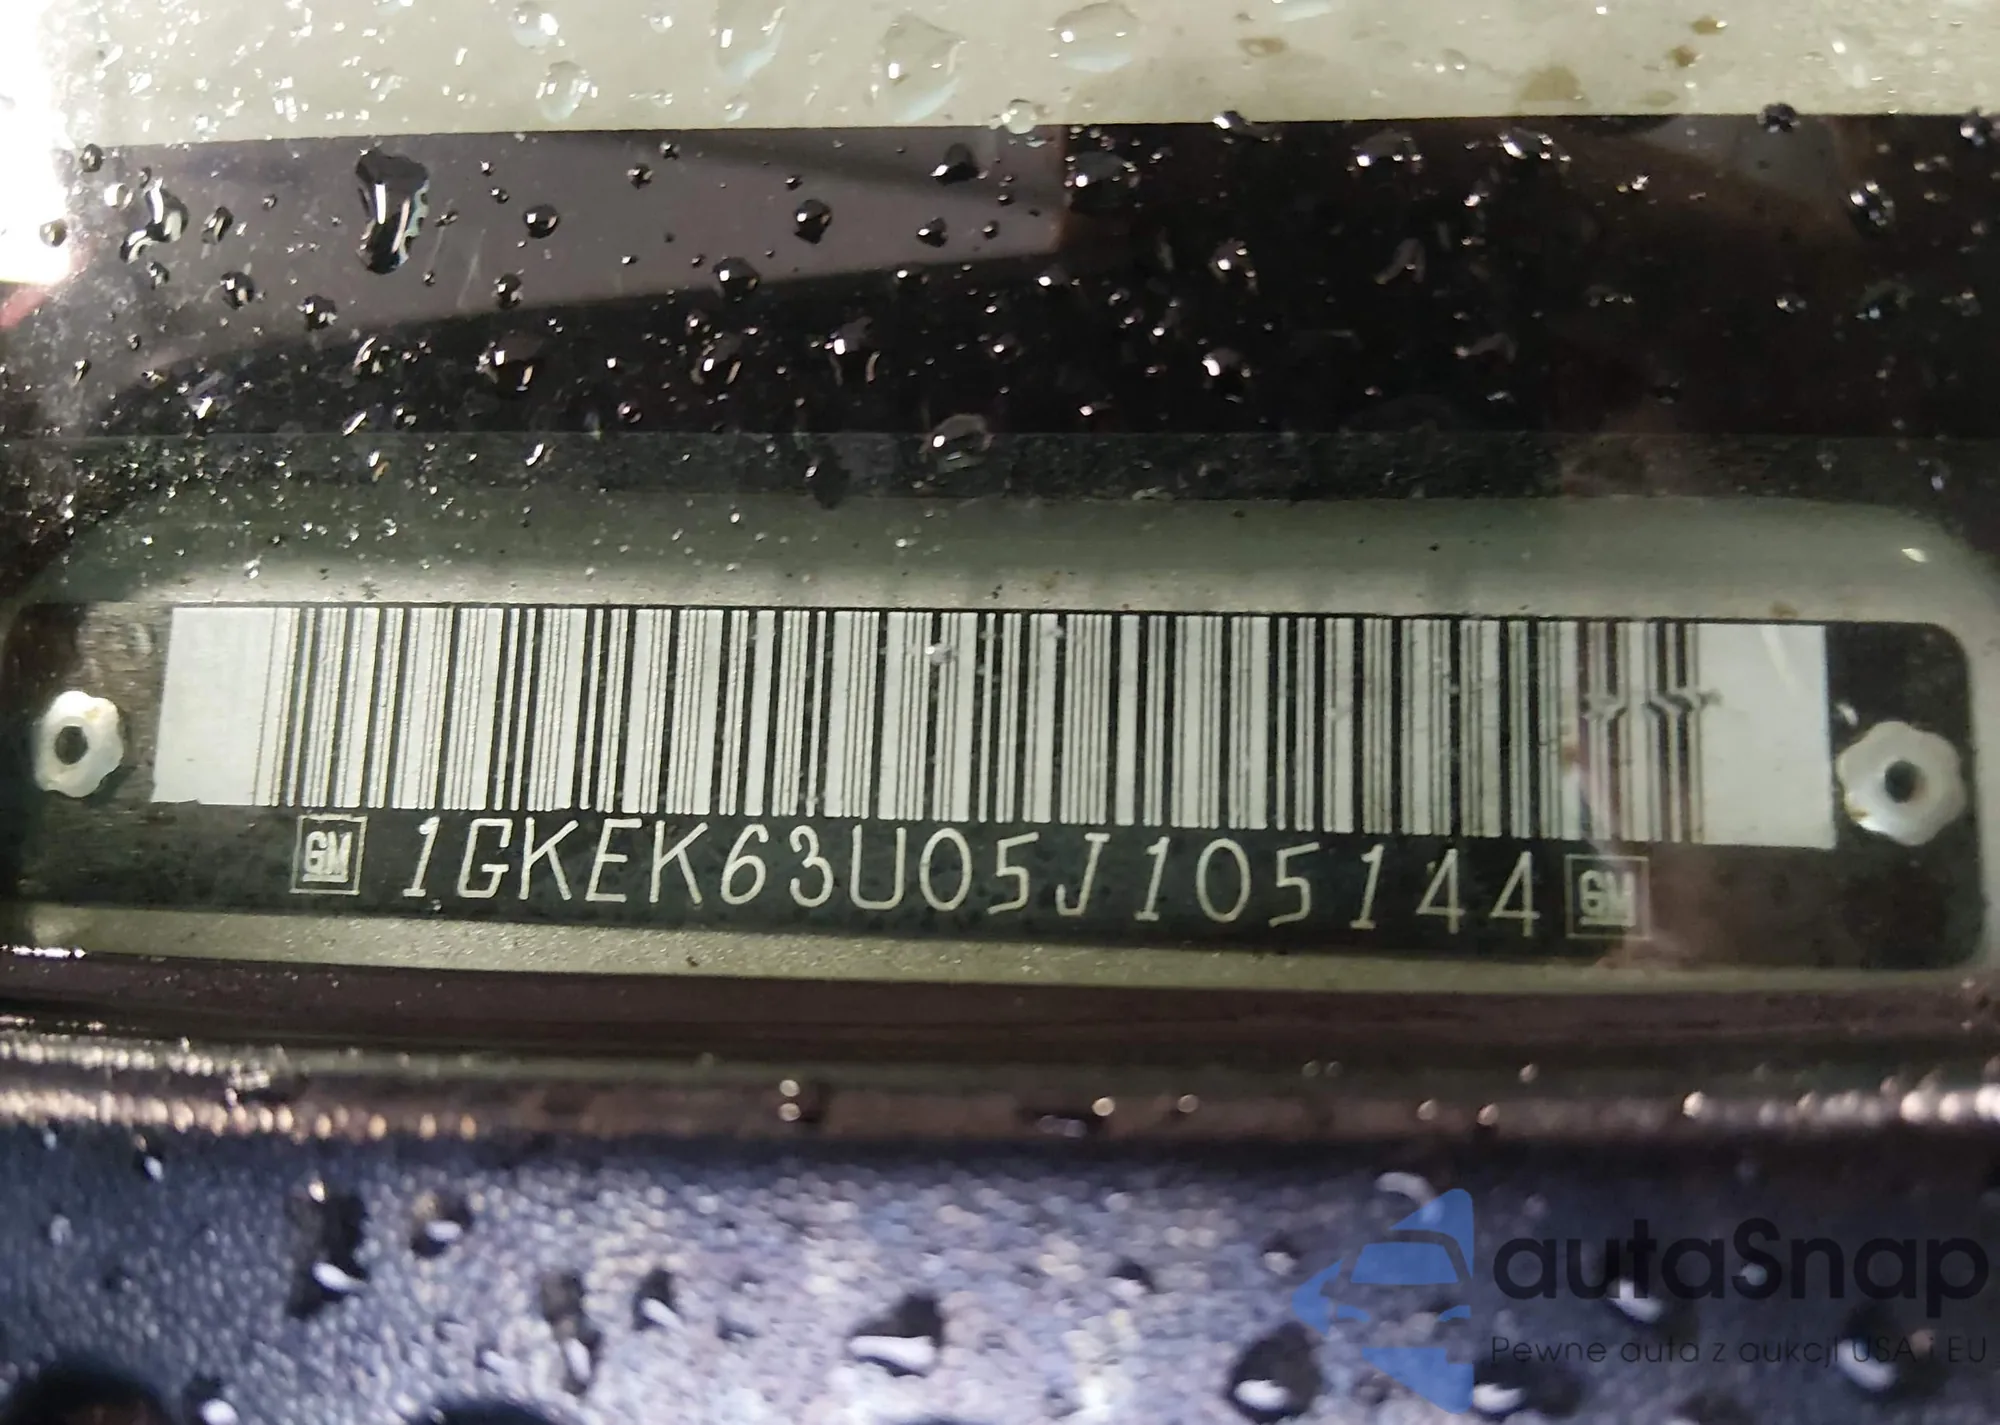 GM 1GKEK63U05J105144 GM
autaSnap
Pewne auta z aukcji USA i EU